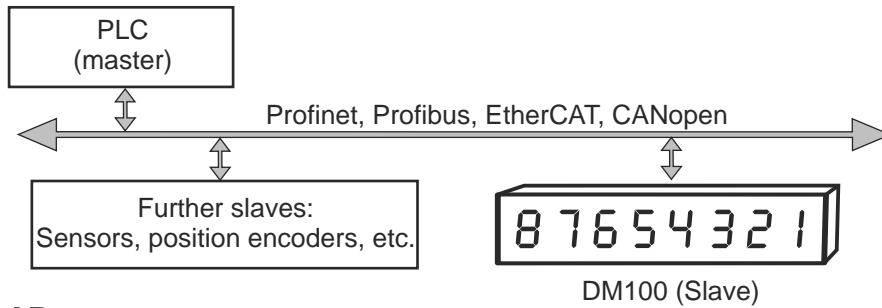 PLC
(master)
Profinet, Profibus, EtherCAT, CANopen
Further slaves:
Sensors, position encoders, etc.
87654321
DM100 (Slave)